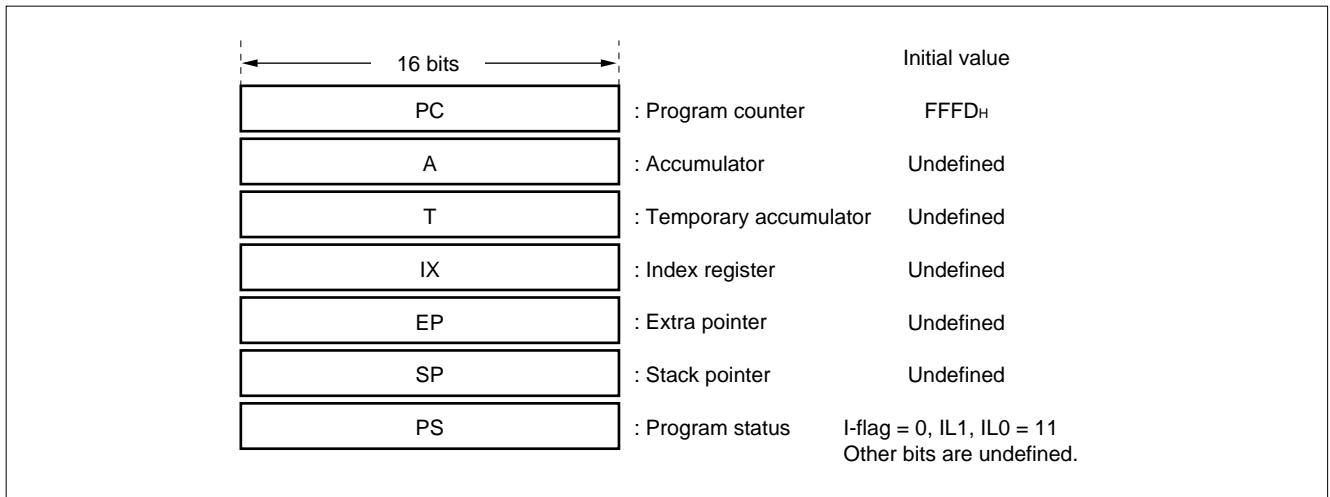 16 bits Initial value
PC : Program counter FFFDH
A : Accumulator Undefined
T : Temporary accumulator Undefined
IX : Index register Undefined
EP : Extra pointer Undefined
SP : Stack pointer Undefined
PS : Program status I-flag = 0, IL1, IL0 = 11
Other bits are undefined.